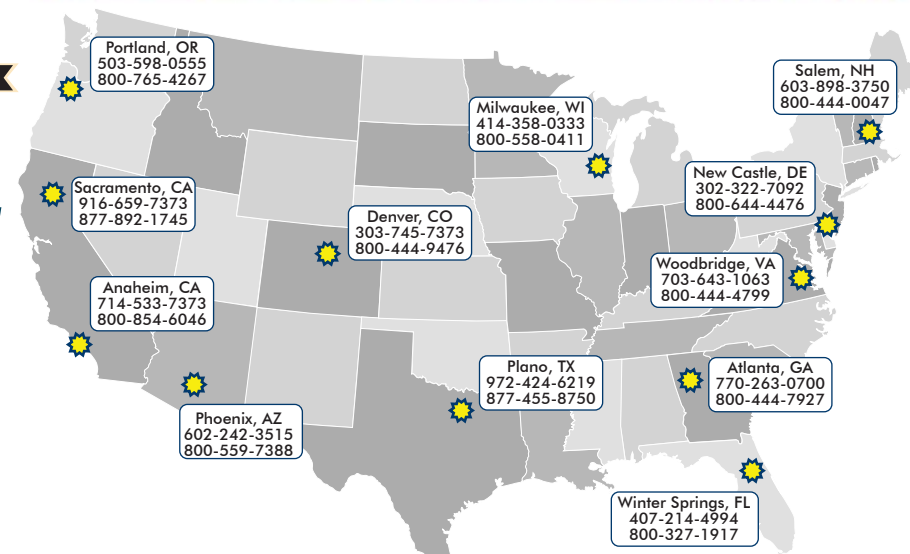 Portland, OR
503-598-0555
800-765-4267
Salem, NH
603-898-3750
800-444-0047
Milwaukee, WI
414-358-0333
800-558-0411
New Castle, DE
302-322-7092
800-644-4476
Sacramento, CA
916-659-7373
877-892-1745
Denver, CO
303-745-7373
800-444-9476
Woodbridge, VA
703-643-1063
800-444-4799
Anaheim, CA
714-533-7373
800-854-6046
Plano, TX
972-424-6219
877-455-8750
Atlanta, GA
770-263-0700
800-444-7927
Phoenix, AZ
602-242-3515
800-559-7388
Winter Springs, FL
407-214-4994
800-327-1917